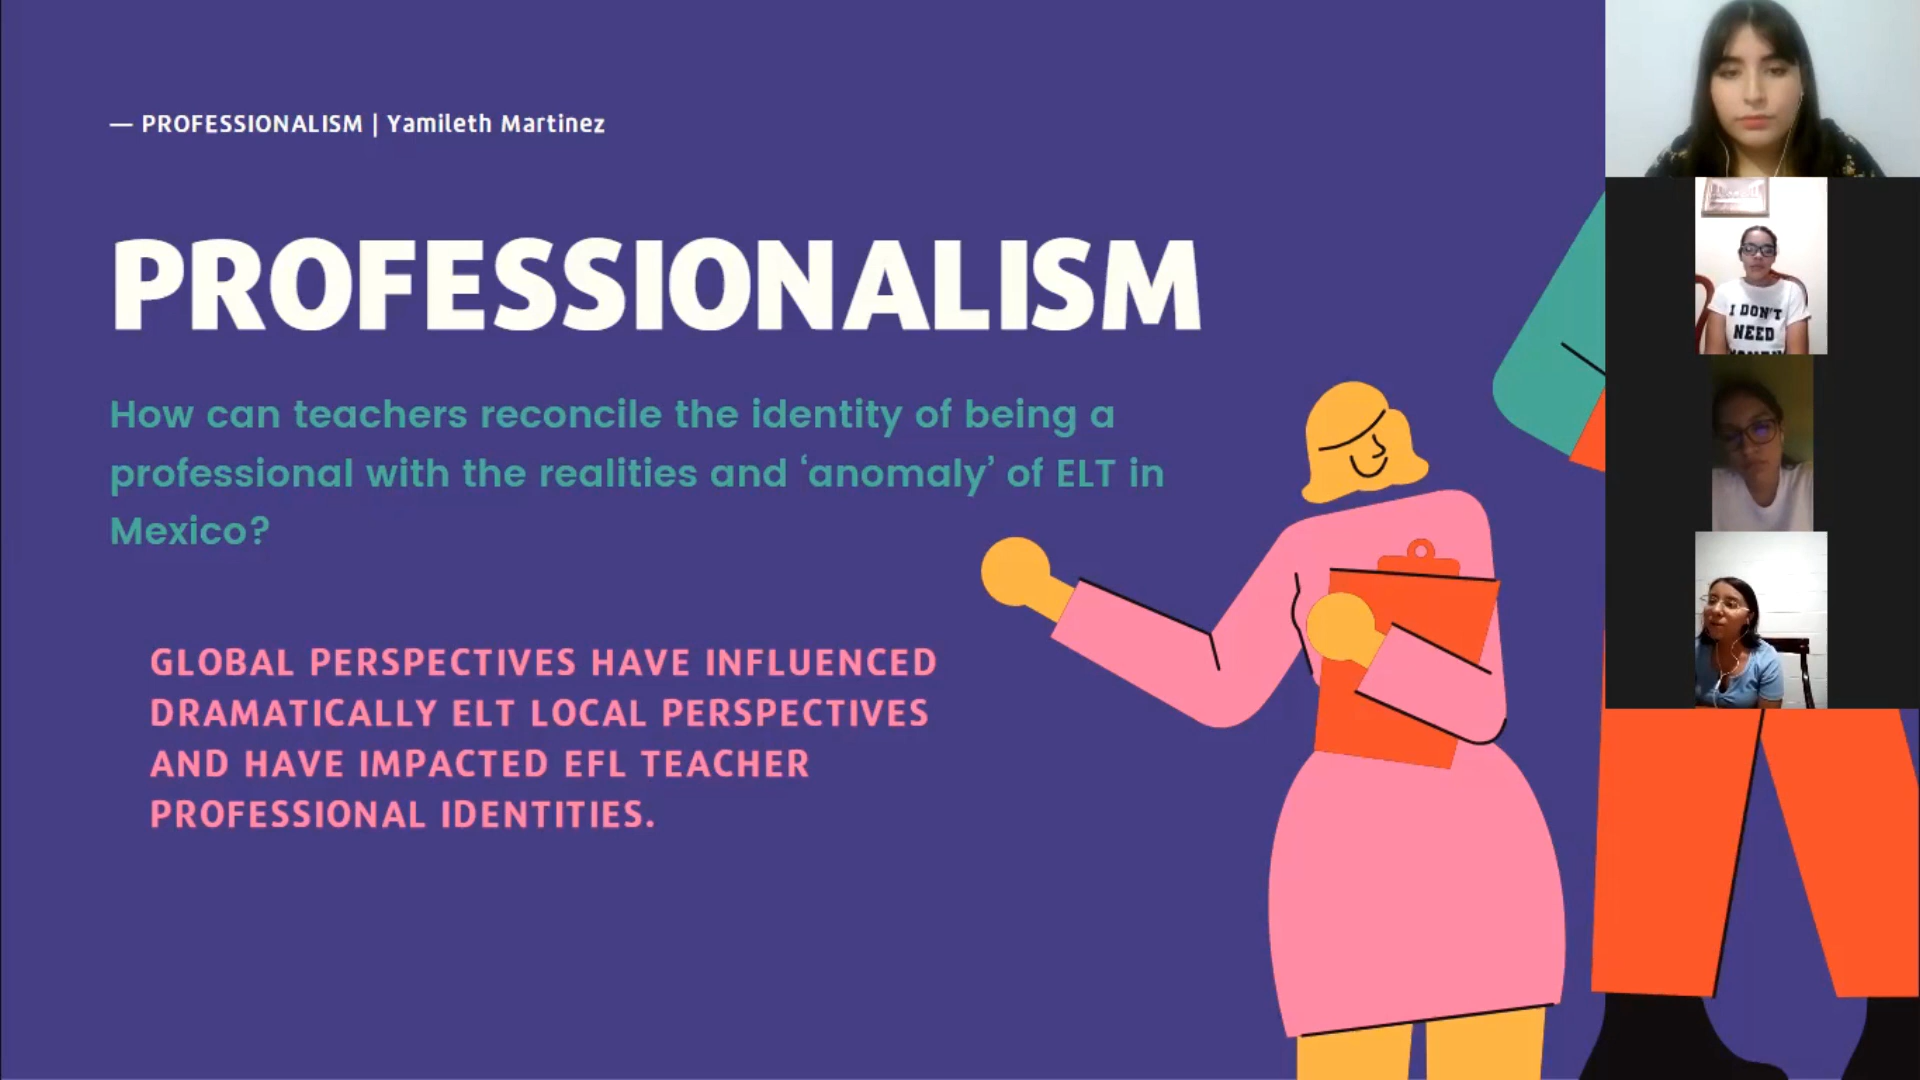 — PROFESSIONALISM | Yamileth Martinez
PROFESSIONALISM
How can teachers reconcile the identity of being a
professional with the realities and ‘anomaly’ of ELT in
Mexico?
GLOBAL PERSPECTIVES HAVE INFLUENCED
DRAMATICALLY ELT LOCAL PERSPECTIVES
AND HAVE IMPACTED EFL TEACHER
PROFESSIONAL IDENTITIES.
I DON'T
NEED